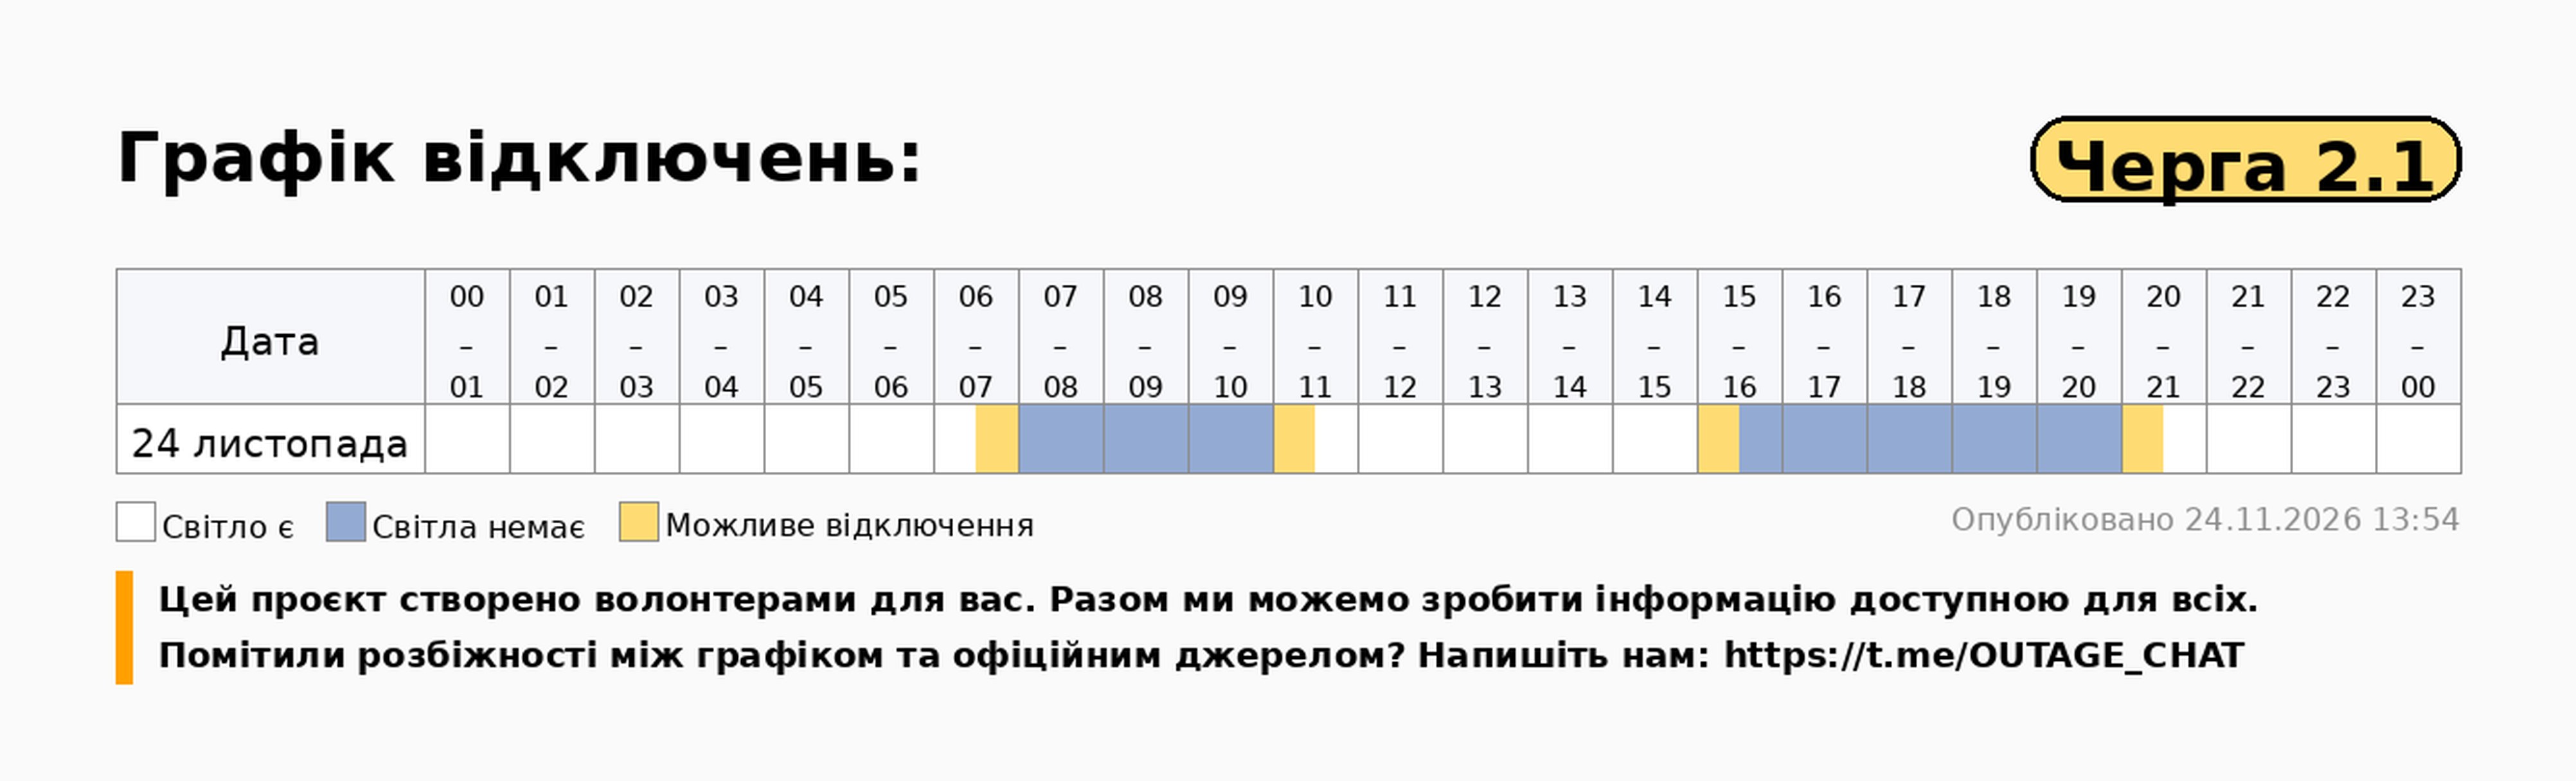 Графік відключень:
Черга 2.1
Дата
00 – 01
01 – 02
02 – 03
03 – 04
04 – 05
05 – 06
06 – 07
07 – 08
08 – 09
09 – 10
10 – 11
11 – 12
12 – 13
13 – 14
14 – 15
15 – 16
16 – 17
17 – 18
18 – 19
19 – 20
20 – 21
21 – 22
22 – 23
23 – 00
24 листопада
Світло є
Світла немає
Можливе відключення
Опубліковано 24.11.2026 13:54
Цей проєкт створено волонтерами для вас. Разом ми можемо зробити інформацію доступною для всіх.
Помітили розбіжності між графіком та офіційним джерелом? Напишіть нам: https://t.me/OUTAGE_CHAT